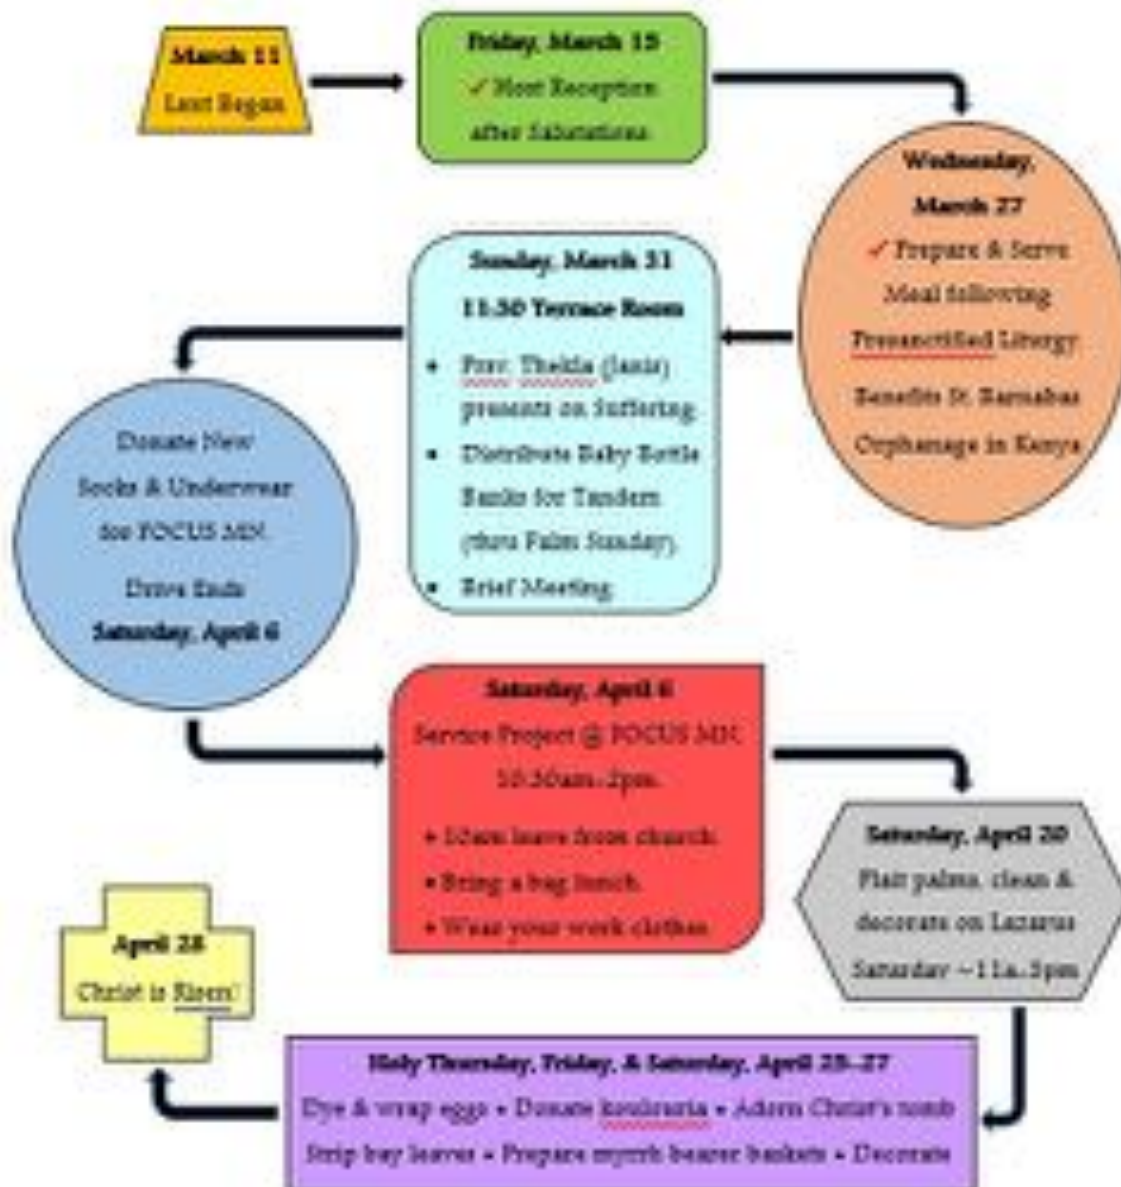 March 11
Lent Began
Friday, March 15
✓ Host Reception
after Salutations
Wednesday,
March 27
✓ Prepare & Serve
Meal following
Presanctified Liturgy
Benefits St. Barnabas
Orphanage in Kenya
Sunday, March 31
11:30 Terrace Room
• Prsv. Thekla (Janis)
presents on Suffering
• Distribute Baby Bottle
Banks for Tandem
(thru Palm Sunday)
• Brief Meeting
Donate New
Socks & Underwear
for FOCUS MN.
Drive Ends
Saturday, April 6
Saturday, April 6
Service Project @ FOCUS MN.
10:30am-2pm.
• 10am leave from church
• Bring a bag lunch.
• Wear your work clothes
Saturday, April 20
Plait palms, clean &
decorate on Lazarus
Saturday ~11a.-3pm
Holy Thursday, Friday, & Saturday, April 25-27
Dye & wrap eggs • Donate koulouria • Adorn Christ's tomb
Strip bay leaves • Prepare myrrh bearer baskets • Decorate
April 28
Christ is Risen!